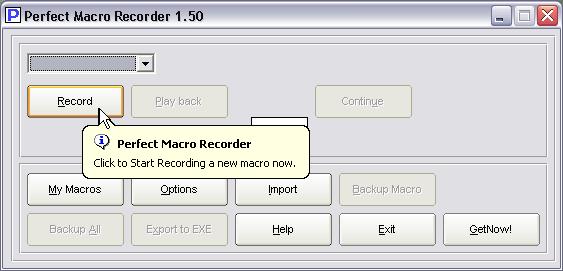 Perfect Macro Recorder 1.50
Record
Play back
Continue
Perfect Macro Recorder
Click to Start Recording a new macro now.
My Macros
Options
Import
Backup Macro
Backup All
Export to EXE
Help
Exit
GetNow!